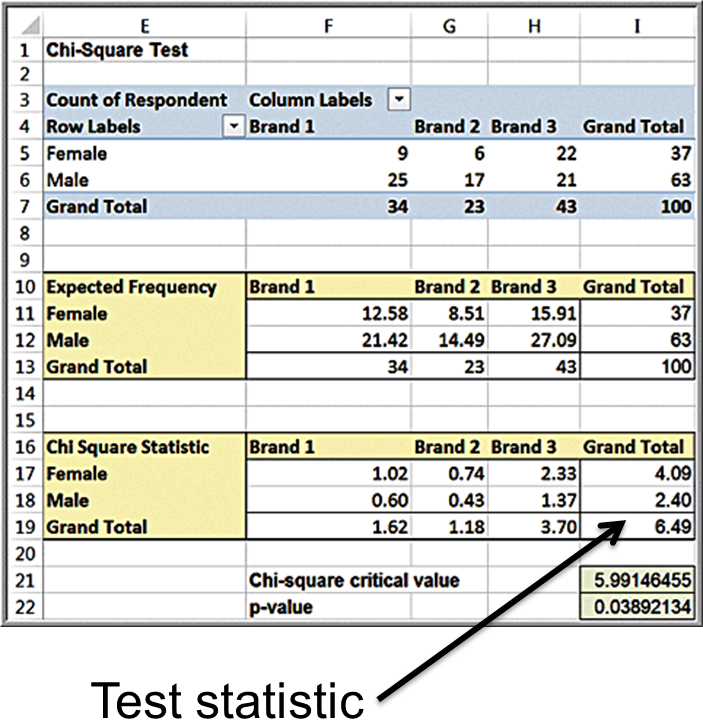 E F G H I
1 Chi-Square Test
2
3 Count of Respondent Column Labels
4 Row Labels Brand 1 Brand 2 Brand 3 Grand Total
5 Female 9 6 22 37
6 Male 25 17 21 63
7 Grand Total 34 23 43 100
8
9
10 Expected Frequency Brand 1 Brand 2 Brand 3 Grand Total
11 Female 12.58 8.51 15.91 37
12 Male 21.42 14.49 27.09 63
13 Grand Total 34 23 43 100
14
15
16 Chi Square Statistic Brand 1 Brand 2 Brand 3 Grand Total
17 Female 1.02 0.74 2.33 4.09
18 Male 0.60 0.43 1.37 2.40
19 Grand Total 1.62 1.18 3.70 6.49
20
21 Chi-square critical value 5.99146455
22 p-value 0.03892134
Test statistic